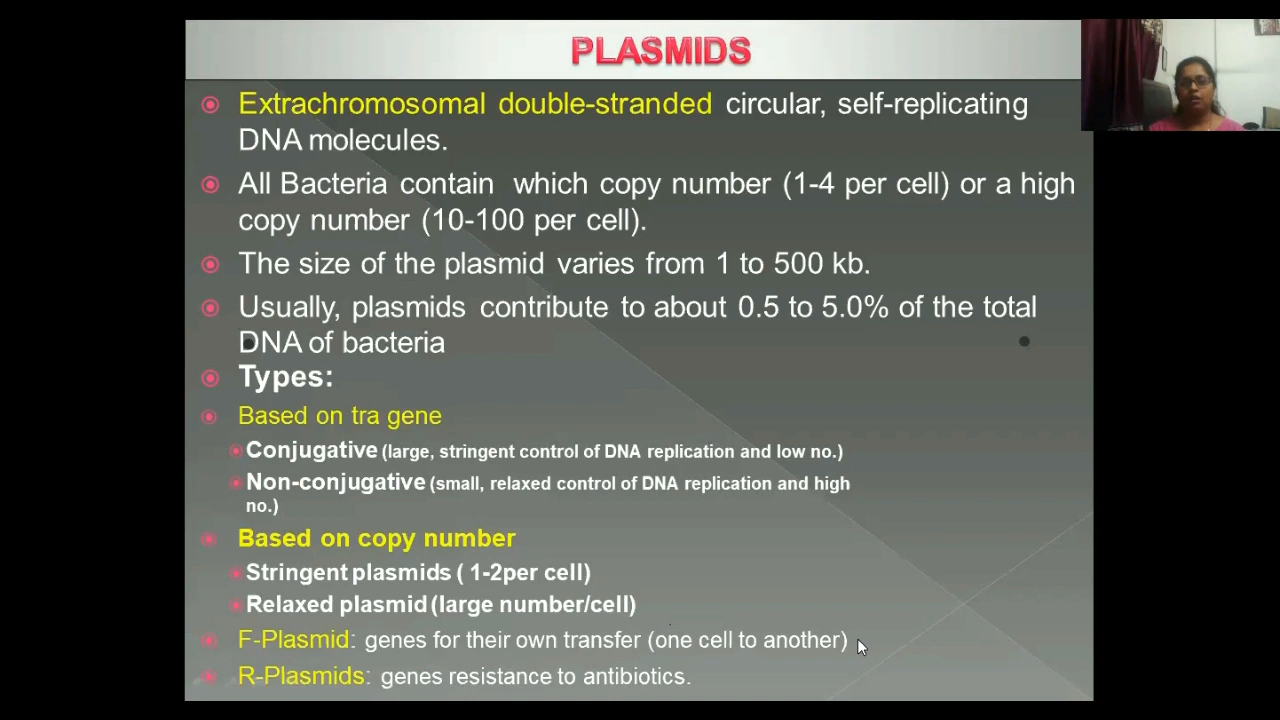 PLASMIDS
Extrachromosomal double-stranded circular, self-replicating
DNA molecules.
All Bacteria contain which copy number (1-4 per cell) or a high
copy number (10-100 per cell).
The size of the plasmid varies from 1 to 500 kb.
Usually, plasmids contribute to about 0.5 to 5.0% of the total
DNA of bacteria
Types:
Based on tra gene
Conjugative (large, stringent control of DNA replication and low no.)
Non-conjugative (small, relaxed control of DNA replication and high
no.)
Based on copy number
Stringent plasmids ( 1-2per cell)
Relaxed plasmid (large number/cell)
F-Plasmid: genes for their own transfer (one cell to another)
R-Plasmids: genes resistance to antibiotics.